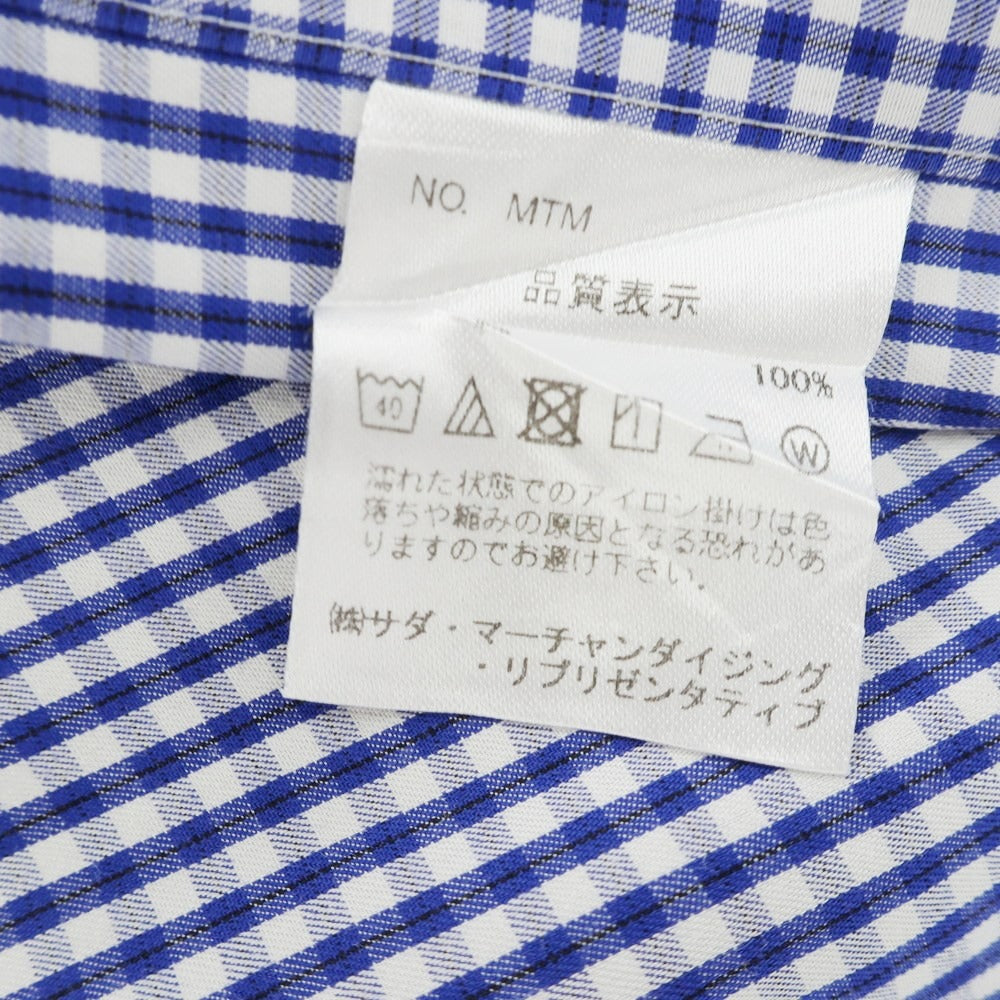 NO. MTM
品質表示
100%
40
W
濡れた状態でのアイロン掛けは色
落ちや縮みの原因となる恐れがあ
りますのでお避け下さい。
㈱サダ・マーチャンダイジング
・リプリゼンタティブ